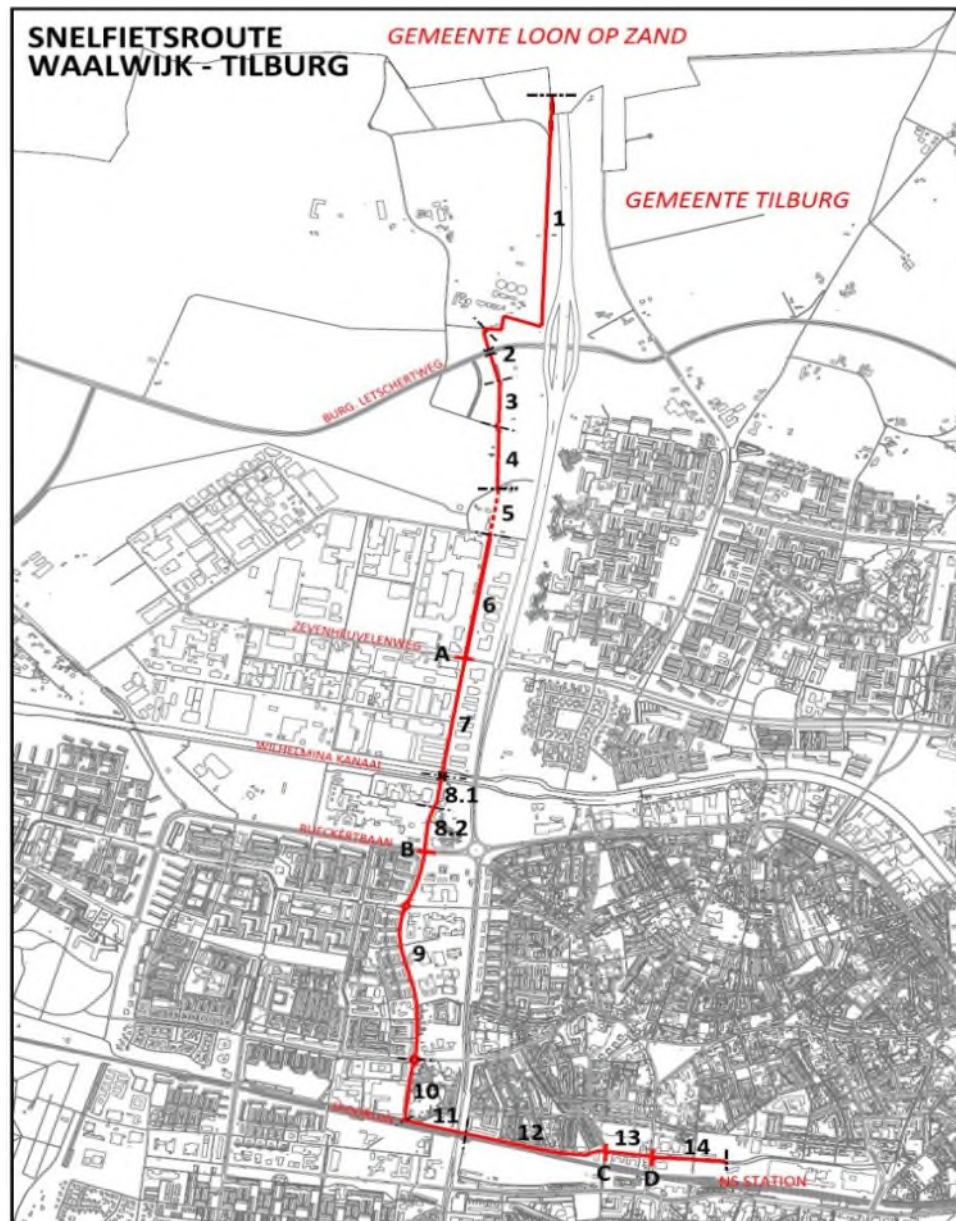 SNELFIETSROUTE
WAALWIJK - TILBURG
GEMEENTE LOON OP ZAND
GEMEENTE TILBURG
1
2
BURG. LETSCHERTWEG
3
4
5
6
ZEVENHEUVELENWEG
A
7
WILHELMINA KANAAL
8.1
8.2
RUECKERTBAAN
B
9
10
11
12
13
14
C
D
NS STATION